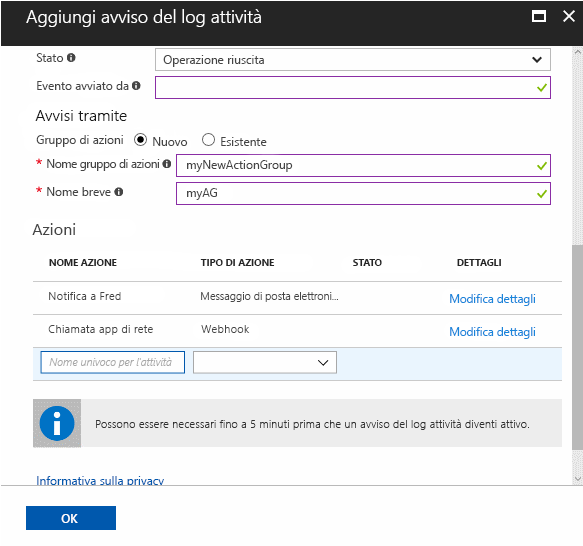 Aggiungi avviso del log attività
Stato
Operazione riuscita
Evento avviato da
Avvisi tramite
Gruppo di azioni Nuovo Esistente
* Nome gruppo di azioni myNewActionGroup
* Nome breve myAG
Azioni
NOME AZIONE TIPO DI AZIONE STATO DETTAGLI
Notifica a Fred Messaggio di posta elettroni... Modifica dettagli
Chiamata app di rete Webhook Modifica dettagli
Nome univoco per l'attività
Possono essere necessari fino a 5 minuti prima che un avviso del log attività diventi attivo.
Informativa sulla privacy
OK